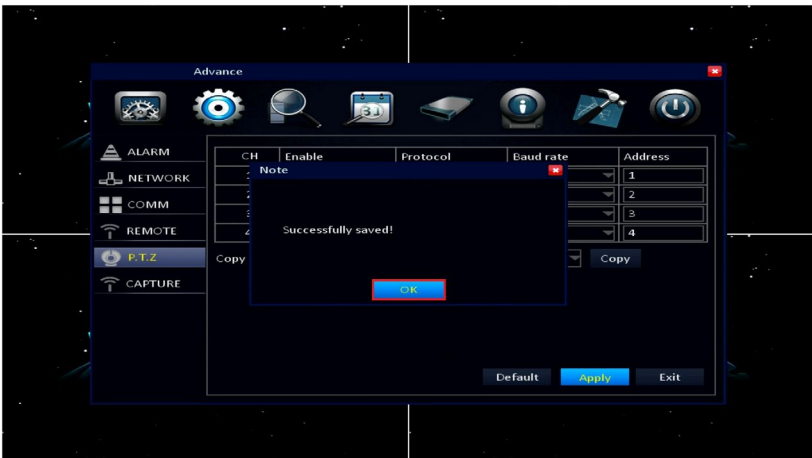 Advance
31
ALARM
NETWORK
COMM
REMOTE
P.T.Z
CAPTURE
CH Enable Protocol Baud rate Address
1
2
3
4
Note
Successfully saved!
OK
Copy Copy
Default Apply Exit